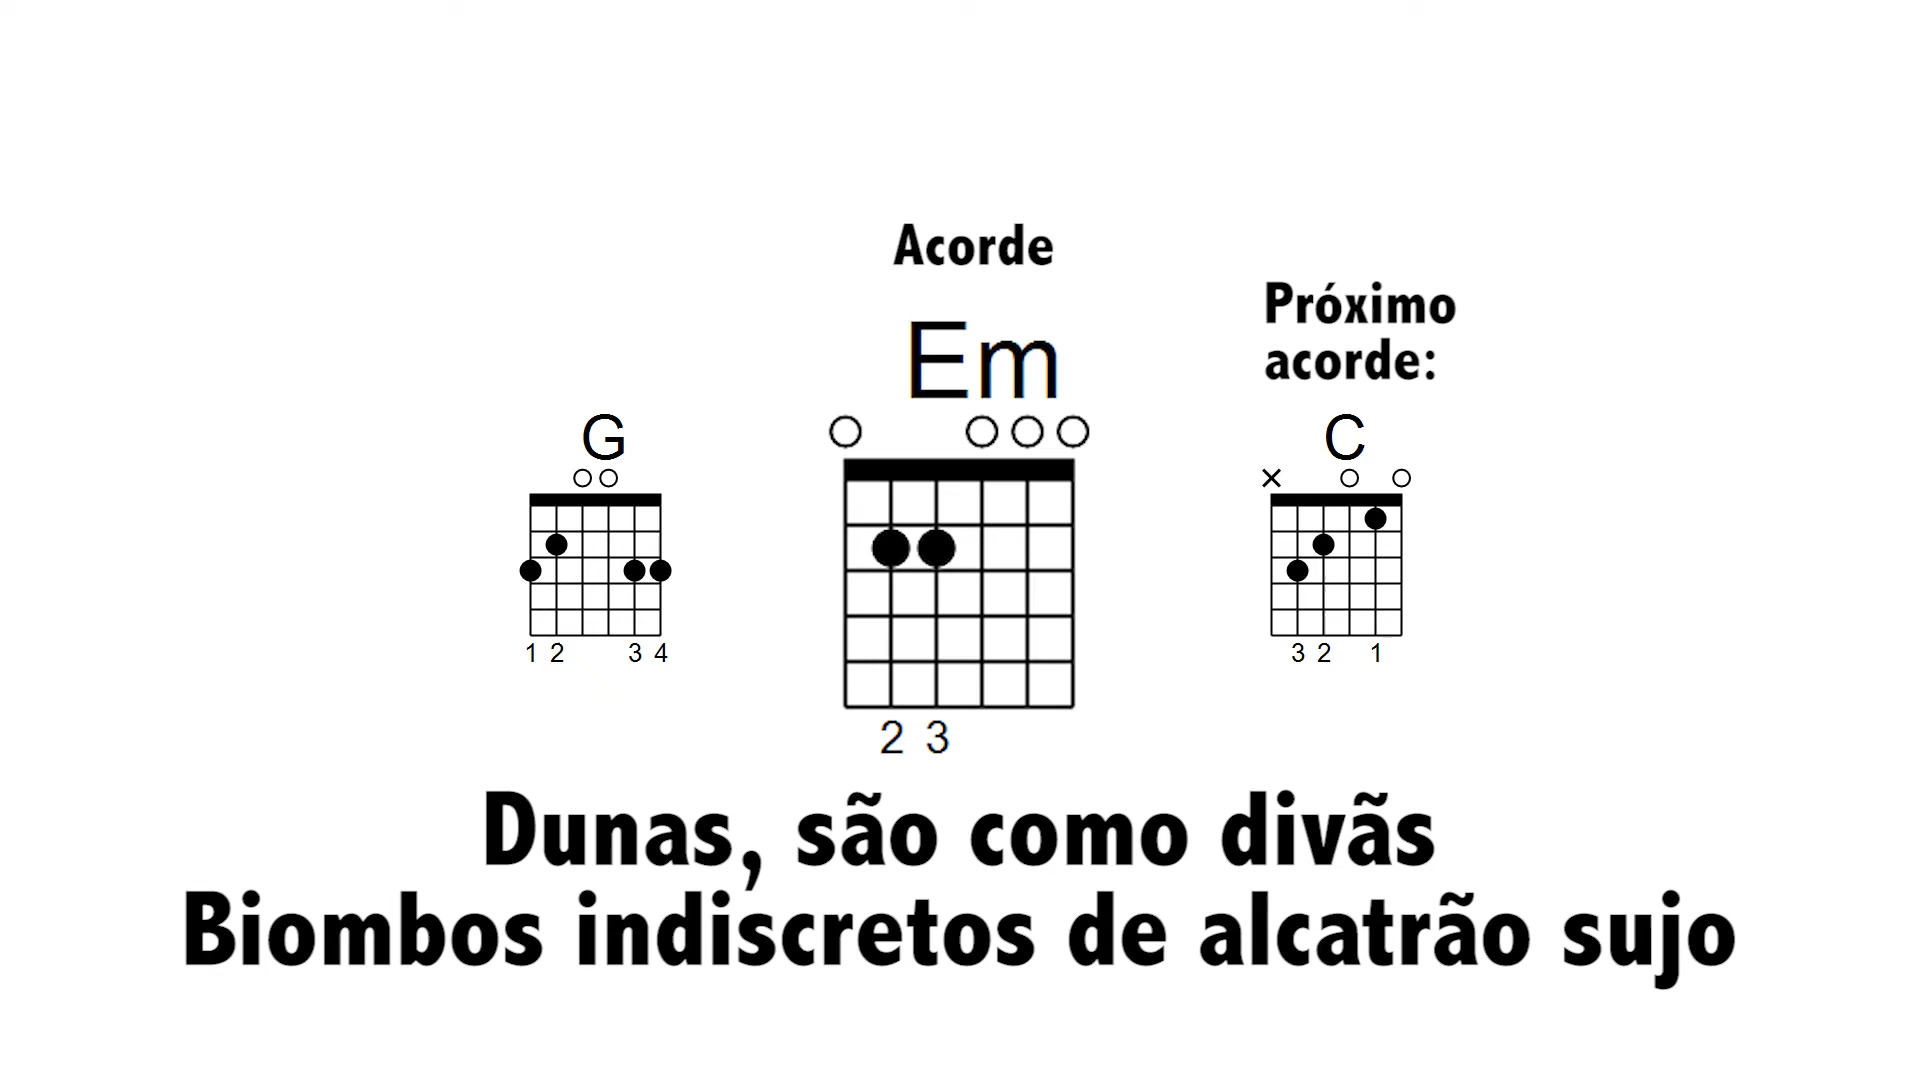 Acorde
Em
Próximo
acorde:
G
C
×
1 2 3 4
2 3
3 2 1
Dunas, são como divãs
Biombos indiscretos de alcatrão sujo